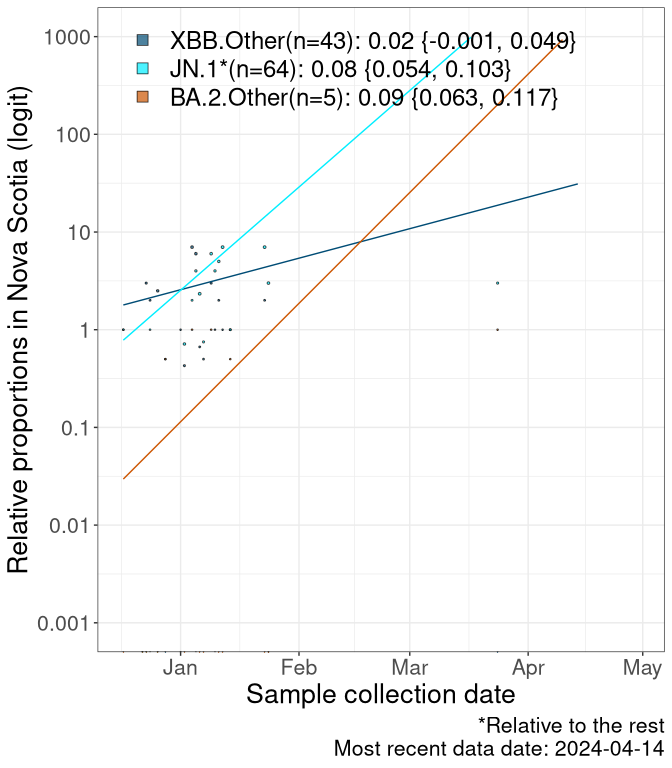 XBB.Other(n=43): 0.02 {-0.001, 0.049}
JN.1*(n=64): 0.08 {0.054, 0.103}
BA.2.Other(n=5): 0.09 {0.063, 0.117}
Relative proportions in Nova Scotia (logit)
1000
100
10
1
0.1
0.01
0.001
Jan Feb Mar Apr May
Sample collection date
*Relative to the rest
Most recent data date: 2024-04-14